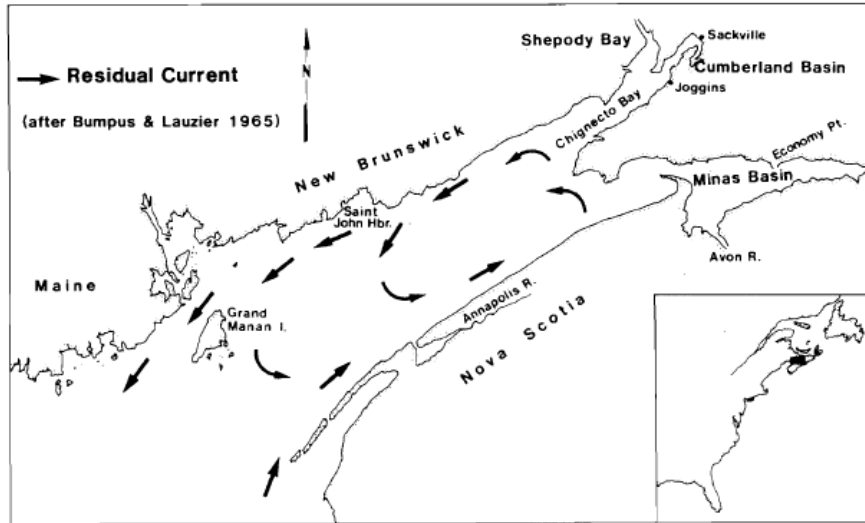 Shepody Bay
Sackville
Cumberland Basin
Joggins
Residual Current
N
(after Bumpus & Lauzier 1965)
Chignecto Bay
New Brunswick
Economy Pt.
Minas Basin
Saint
John Hbr.
Avon R.
Maine
Grand
Manan I.
Annapolis R.
Nova Scotia